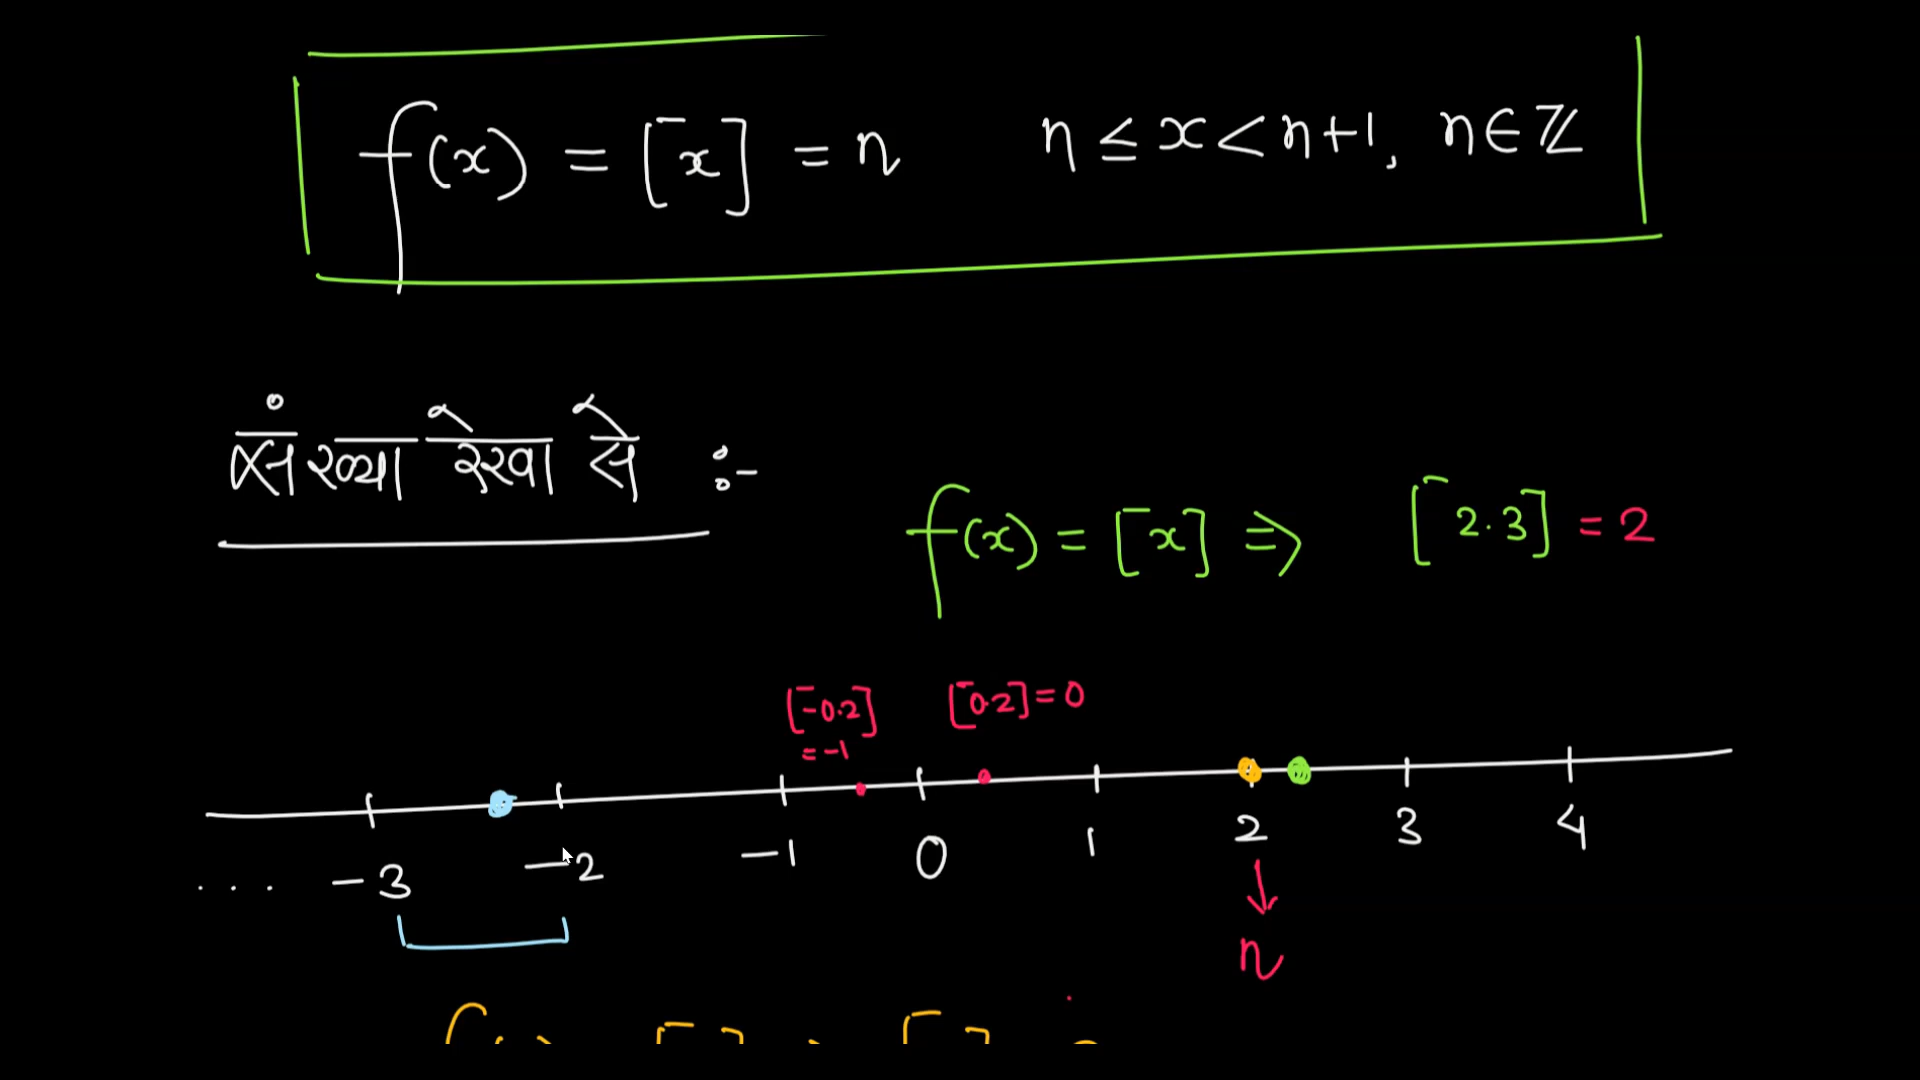 f(x) = [x] = n n ≤ x < n+1, n ∈ ℤ
संख्या रेखा से :-
f(x) = [x] ⇒ [2.3] = 2
[-0.2] [0.2] = 0
= -1
... -3 -2 -1 0 1 2 3 4
↓
n